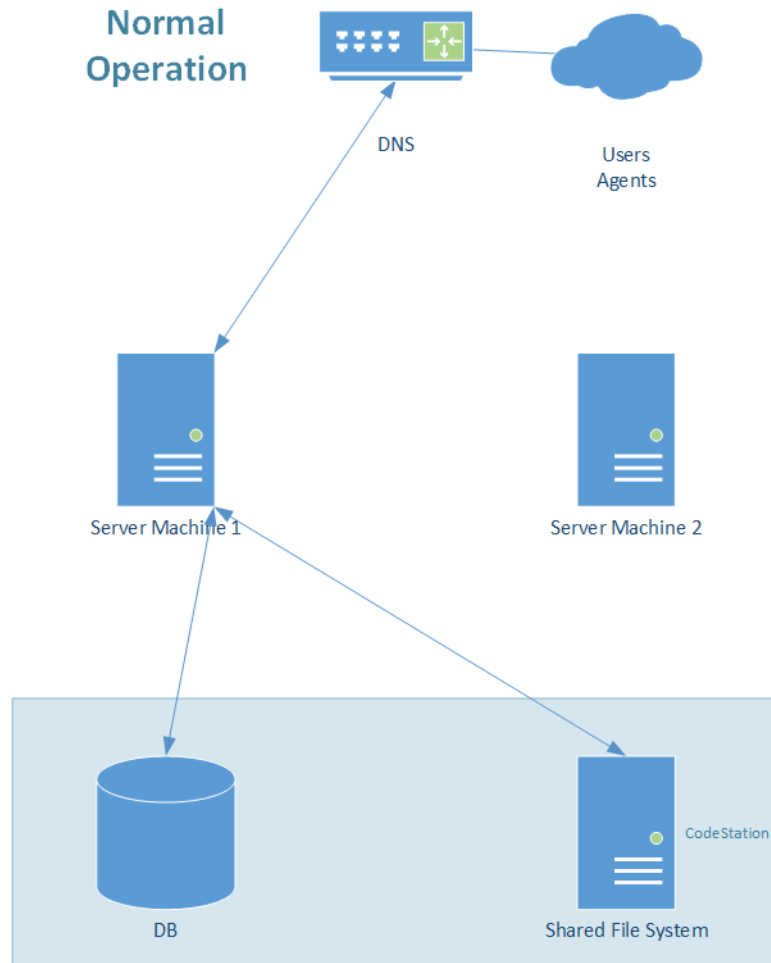 Normal
Operation
DNS
Users
Agents
Server Machine 1
Server Machine 2
CodeStation
DB
Shared File System